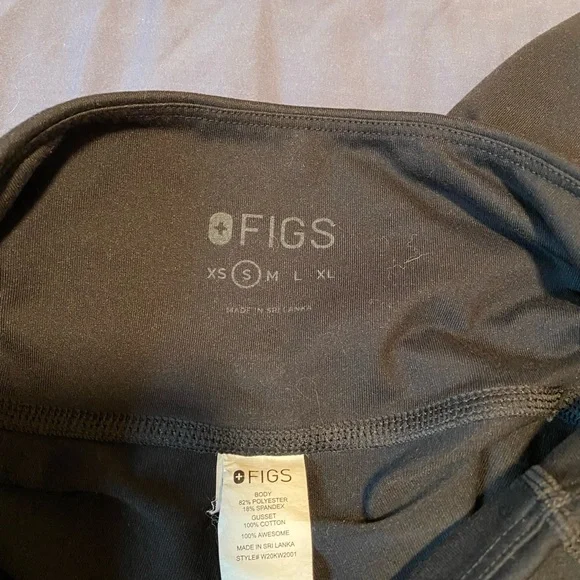 FIGS
XS S M L XL
MADE IN SRI LANKA
FIGS
BODY
82% POLYESTER
18% SPANDEX
GUSSET
100% COTTON
100% AWESOME
MADE IN SRI LANKA
STYLE# W20KW2001